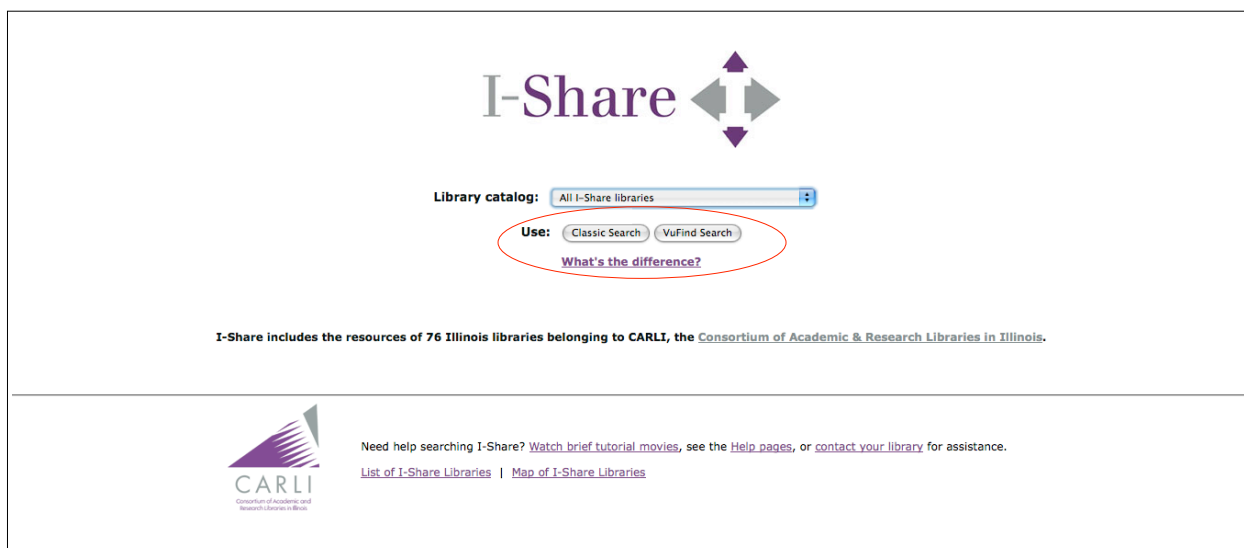 I-Share
Library catalog: All I-Share libraries
Use: Classic Search VuFind Search
What's the difference?
I-Share includes the resources of 76 Illinois libraries belonging to CARLI, the Consortium of Academic & Research Libraries in Illinois.
Need help searching I-Share? Watch brief tutorial movies, see the Help pages, or contact your library for assistance.
List of I-Share Libraries | Map of I-Share Libraries
CARLI
Consortium of Academic and
Research Libraries in Illinois